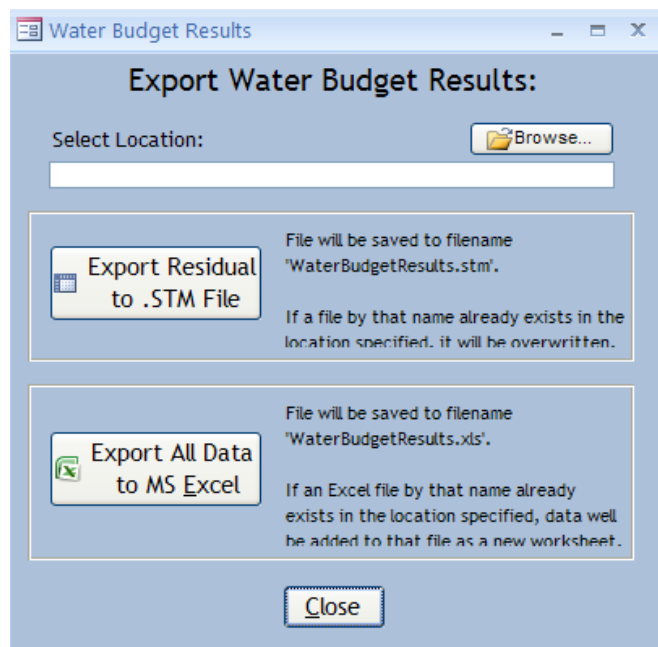 Water Budget Results
Export Water Budget Results:
Select Location:
Browse...
Export Residual
to .STM File
File will be saved to filename
'WaterBudgetResults.stm'.
If a file by that name already exists in the
location specified, it will be overwritten.
Export All Data
to MS Excel
File will be saved to filename
'WaterBudgetResults.xls'.
If an Excel file by that name already
exists in the location specified, data well
be added to that file as a new worksheet.
Close